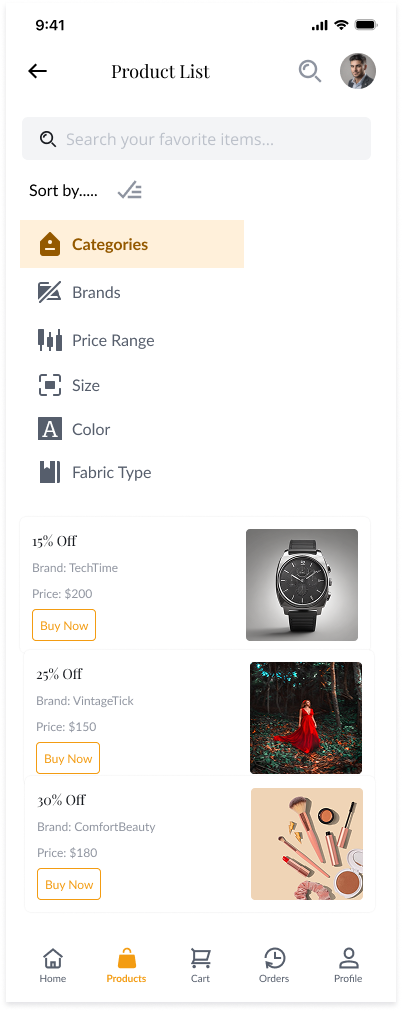 9:41
Product List
Search your favorite items...
Sort by.....
Categories
Brands
Price Range
Size
A Color
Fabric Type
15% Off
Brand: TechTime
Price: $200
Buy Now
25% Off
Brand: VintageTick
Price: $150
Buy Now
30% Off
Brand: ComfortBeauty
Price: $180
Buy Now
Home Products Cart Orders Profile